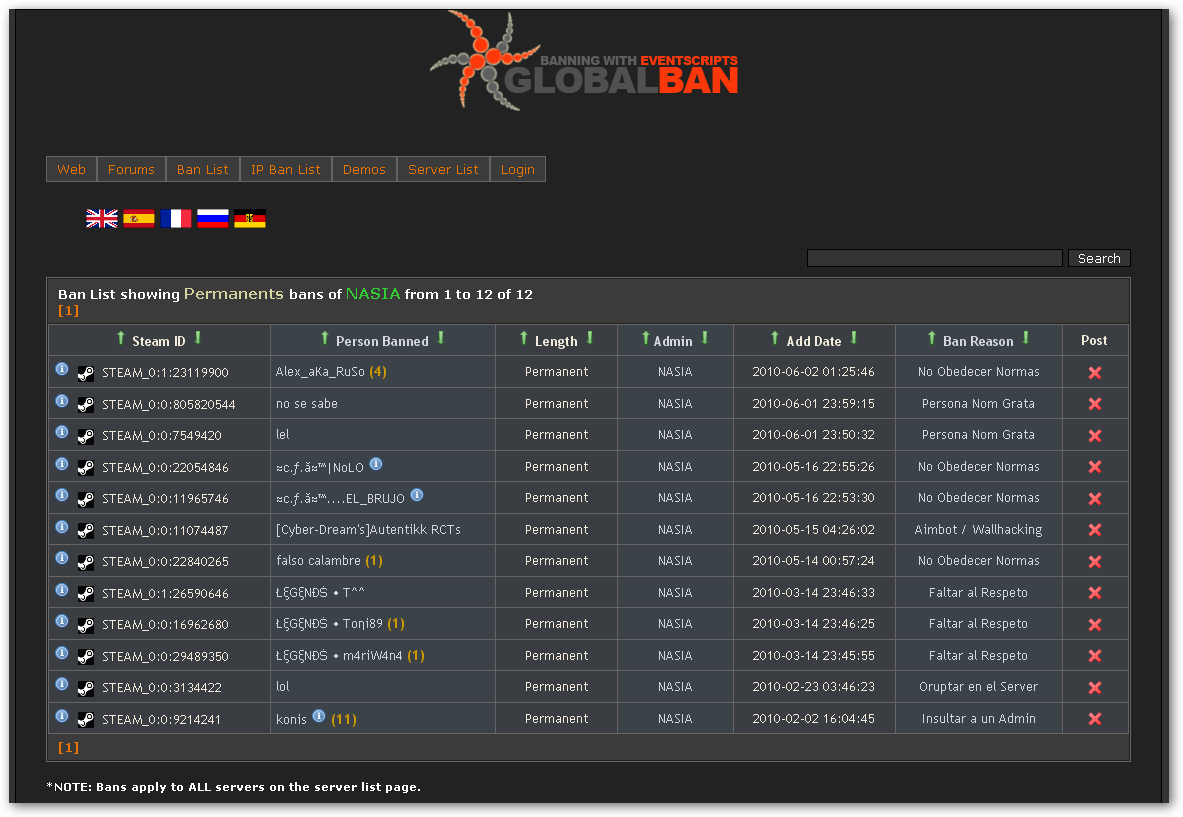 BANNING WITH EVENTSCRIPTS
GLOBALBAN
Web Forums Ban List IP Ban List Demos Server List Login
Search
Ban List showing Permanents bans of NASIA from 1 to 12 of 12
[1]
Steam ID Person Banned Length Admin Add Date Ban Reason Post
STEAM_0:1:23119900 Alex_aKa_RuSo (4) Permanent NASIA 2010-06-02 01:25:46 No Obedecer Normas
STEAM_0:0:805820544 no se sabe Permanent NASIA 2010-06-01 23:59:15 Persona Nom Grata
STEAM_0:0:7549420 lel Permanent NASIA 2010-06-01 23:50:32 Persona Nom Grata
STEAM_0:0:22054846 ≈c.ƒ.ă≈™|NoLO Permanent NASIA 2010-05-16 22:55:26 No Obedecer Normas
STEAM_0:0:11965746 ≈c.ƒ.ă≈™....EL_BRUJO Permanent NASIA 2010-05-16 22:53:30 No Obedecer Normas
STEAM_0:0:11074487 [Cyber-Dream's]Autentikk RCTs Permanent NASIA 2010-05-15 04:26:02 Aimbot / Wallhacking
STEAM_0:0:22840265 falso calambre (1) Permanent NASIA 2010-05-14 00:57:24 No Obedecer Normas
STEAM_0:1:26590646 ŁξGξNĐŚ • T^^ Permanent NASIA 2010-03-14 23:46:33 Faltar al Respeto
STEAM_0:0:16962680 ŁξGξNĐŚ • Toηi89 (1) Permanent NASIA 2010-03-14 23:46:25 Faltar al Respeto
STEAM_0:0:29489350 ŁξGξNĐŚ • m4riW4n4 (1) Permanent NASIA 2010-03-14 23:45:55 Faltar al Respeto
STEAM_0:0:3134422 lol Permanent NASIA 2010-02-23 03:46:23 Oruptar en el Server
STEAM_0:0:9214241 konis (11) Permanent NASIA 2010-02-02 16:04:45 Insultar a un Admin
[1]
*NOTE: Bans apply to ALL servers on the server list page.